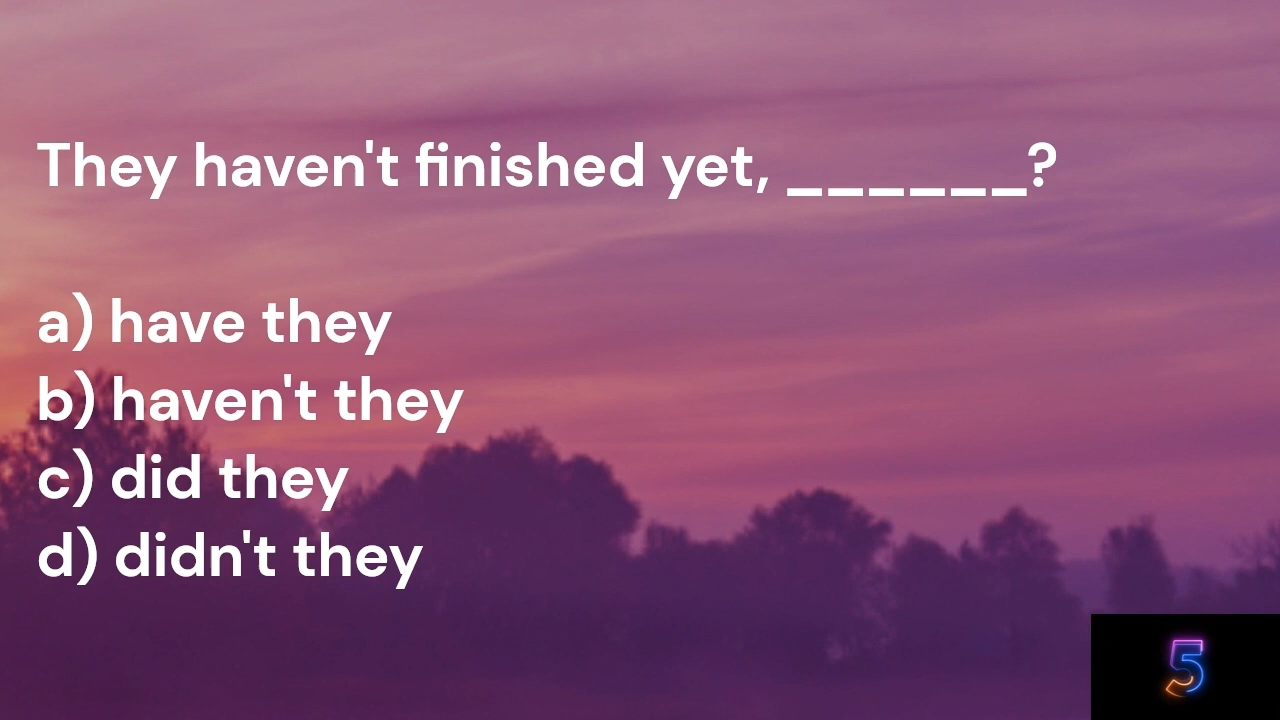 They haven't finished yet, ______?
a) have they
b) haven't they
c) did they
d) didn't they
5